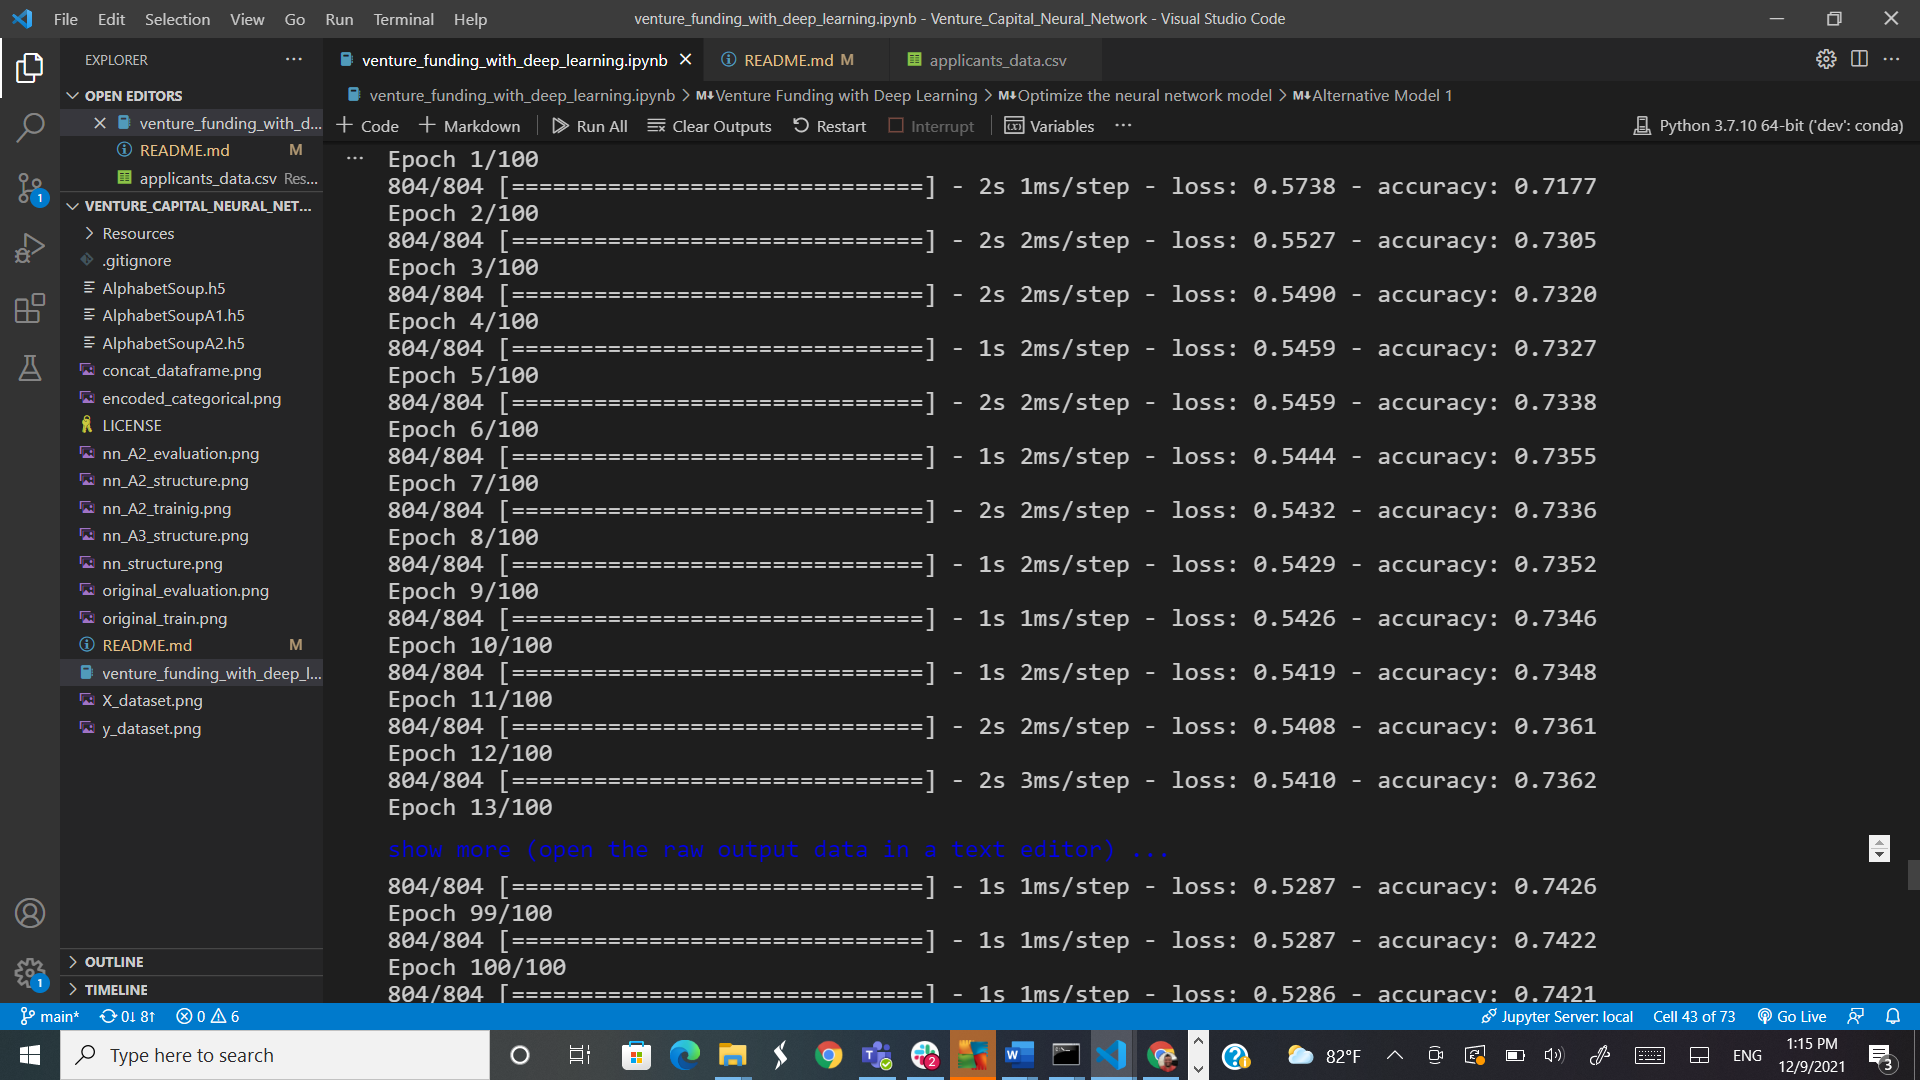 File Edit Selection View Go Run Terminal Help
venture_funding_with_deep_learning.ipynb - Venture_Capital_Neural_Network - Visual Studio Code
EXPLORER
OPEN EDITORS
venture_funding_with_d...
README.md M
applicants_data.csv Res...
VENTURE_CAPITAL_NEURAL_NET...
Resources
.gitignore
AlphabetSoup.h5
AlphabetSoupA1.h5
AlphabetSoupA2.h5
concat_dataframe.png
encoded_categorical.png
LICENSE
nn_A2_evaluation.png
nn_A2_structure.png
nn_A2_trainig.png
nn_A3_structure.png
nn_structure.png
original_evaluation.png
original_train.png
README.md M
venture_funding_with_deep_l...
X_dataset.png
y_dataset.png
OUTLINE
TIMELINE
1
1
venture_funding_with_deep_learning.ipynb README.md M applicants_data.csv
venture_funding_with_deep_learning.ipynb > M↓Venture Funding with Deep Learning > M↓Optimize the neural network model > M↓Alternative Model 1
Code Markdown Run All Clear Outputs Restart Interrupt Variables ... Python 3.7.10 64-bit ('dev': conda)
... Epoch 1/100
804/804 [==============================] - 2s 1ms/step - loss: 0.5738 - accuracy: 0.7177
Epoch 2/100
804/804 [==============================] - 2s 2ms/step - loss: 0.5527 - accuracy: 0.7305
Epoch 3/100
804/804 [==============================] - 2s 2ms/step - loss: 0.5490 - accuracy: 0.7320
Epoch 4/100
804/804 [==============================] - 1s 2ms/step - loss: 0.5459 - accuracy: 0.7327
Epoch 5/100
804/804 [==============================] - 2s 2ms/step - loss: 0.5459 - accuracy: 0.7338
Epoch 6/100
804/804 [==============================] - 1s 2ms/step - loss: 0.5444 - accuracy: 0.7355
Epoch 7/100
804/804 [==============================] - 2s 2ms/step - loss: 0.5432 - accuracy: 0.7336
Epoch 8/100
804/804 [==============================] - 1s 2ms/step - loss: 0.5429 - accuracy: 0.7352
Epoch 9/100
804/804 [==============================] - 1s 1ms/step - loss: 0.5426 - accuracy: 0.7346
Epoch 10/100
804/804 [==============================] - 1s 2ms/step - loss: 0.5419 - accuracy: 0.7348
Epoch 11/100
804/804 [==============================] - 2s 2ms/step - loss: 0.5408 - accuracy: 0.7361
Epoch 12/100
804/804 [==============================] - 2s 3ms/step - loss: 0.5410 - accuracy: 0.7362
Epoch 13/100
show more (open the raw output data in a text editor) ...
804/804 [==============================] - 1s 1ms/step - loss: 0.5287 - accuracy: 0.7426
Epoch 99/100
804/804 [==============================] - 1s 1ms/step - loss: 0.5287 - accuracy: 0.7422
Epoch 100/100
804/804 [==============================] - 1s 1ms/step - loss: 0.5286 - accuracy: 0.7421
main* 0↓ 8↑ 0 6 Jupyter Server: local Cell 43 of 73 Go Live
Type here to search
2
82°F ENG 1:15 PM
12/9/2021
3